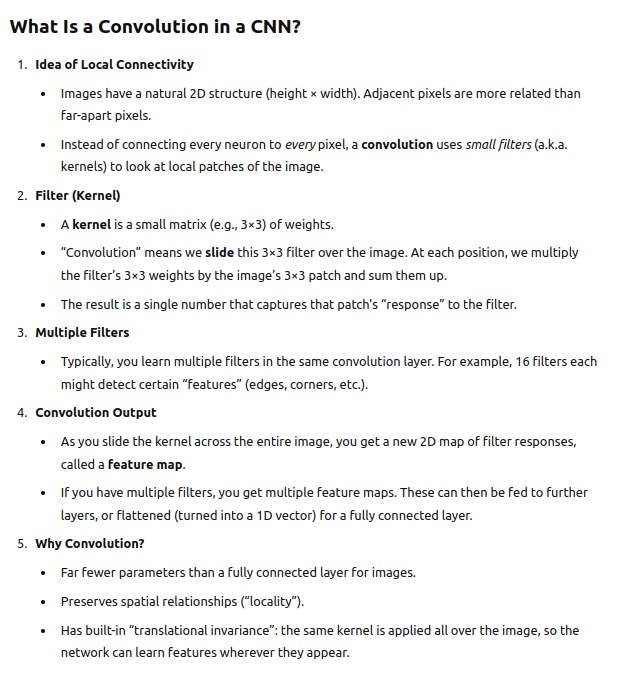 What Is a Convolution in a CNN?
1. Idea of Local Connectivity
• Images have a natural 2D structure (height × width). Adjacent pixels are more related than
far-apart pixels.
• Instead of connecting every neuron to every pixel, a convolution uses small filters (a.k.a.
kernels) to look at local patches of the image.
2. Filter (Kernel)
• A kernel is a small matrix (e.g., 3×3) of weights.
• “Convolution” means we slide this 3×3 filter over the image. At each position, we multiply
the filter’s 3×3 weights by the image’s 3×3 patch and sum them up.
• The result is a single number that captures that patch’s “response” to the filter.
3. Multiple Filters
• Typically, you learn multiple filters in the same convolution layer. For example, 16 filters each
might detect certain “features” (edges, corners, etc.).
4. Convolution Output
• As you slide the kernel across the entire image, you get a new 2D map of filter responses,
called a feature map.
• If you have multiple filters, you get multiple feature maps. These can then be fed to further
layers, or flattened (turned into a 1D vector) for a fully connected layer.
5. Why Convolution?
• Far fewer parameters than a fully connected layer for images.
• Preserves spatial relationships (“locality”).
• Has built-in “translational invariance”: the same kernel is applied all over the image, so the
network can learn features wherever they appear.